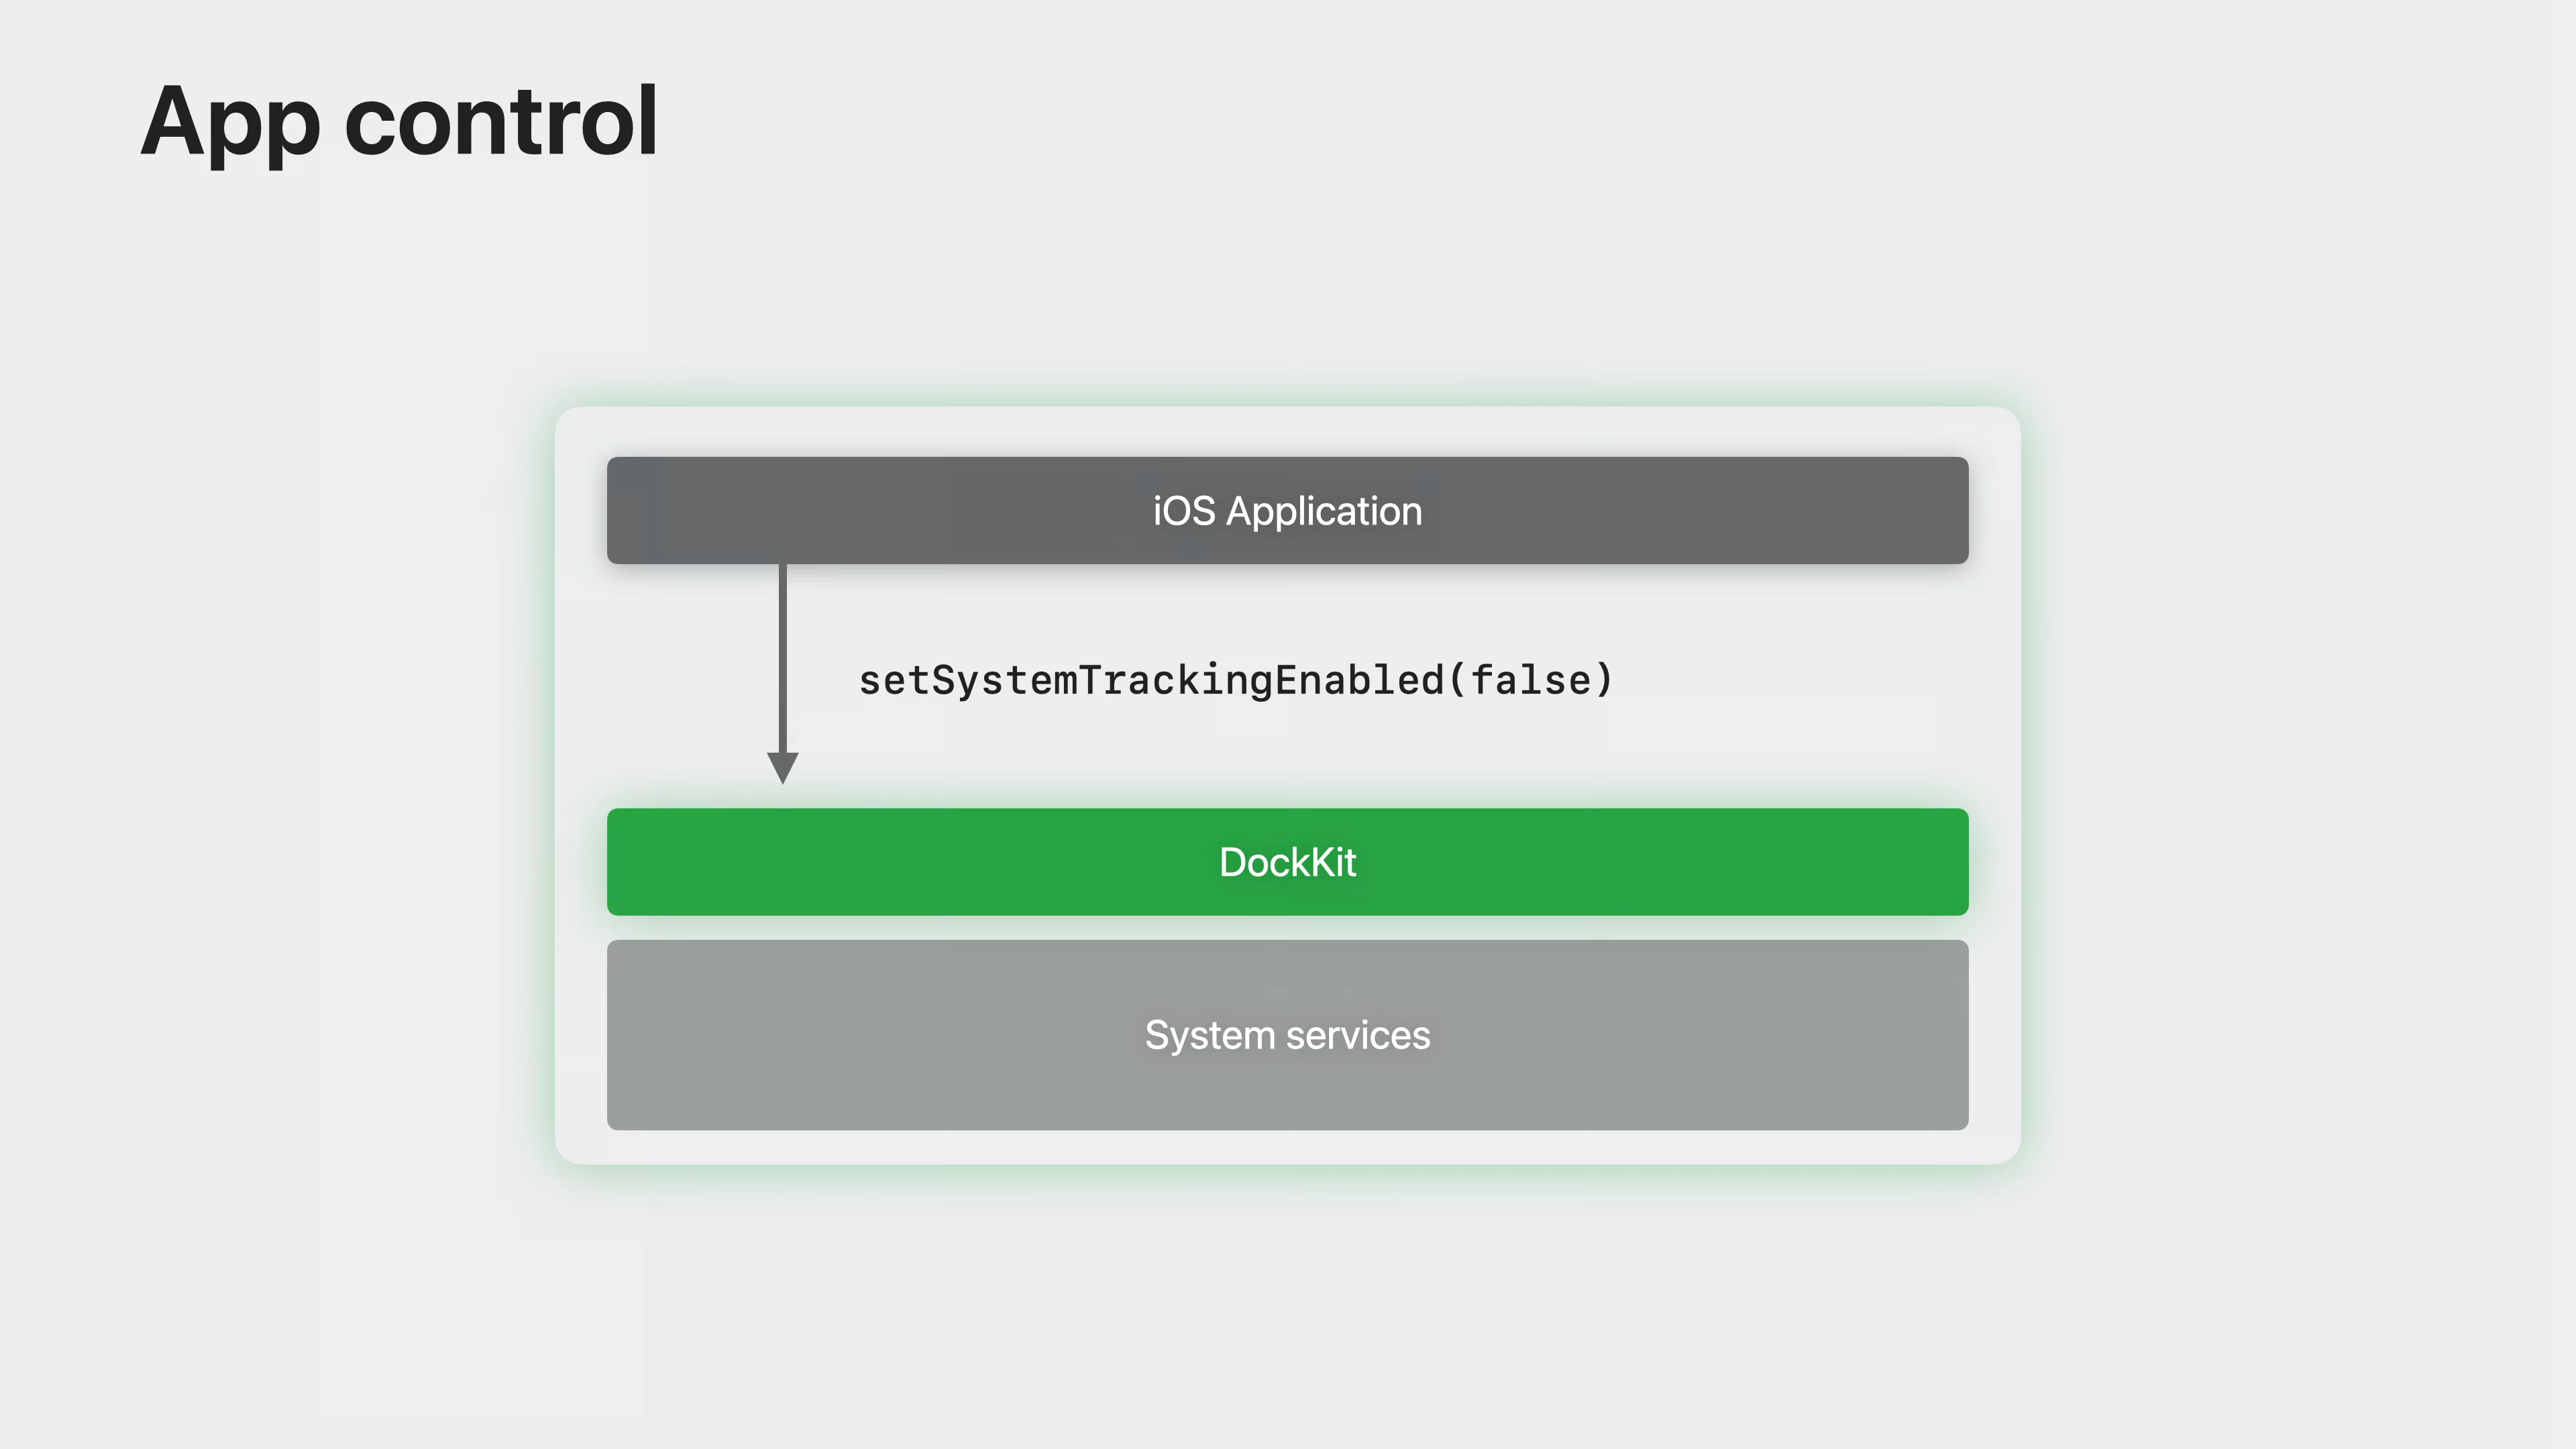 App control
iOS Application
setSystemTrackingEnabled(false)
DockKit
System services